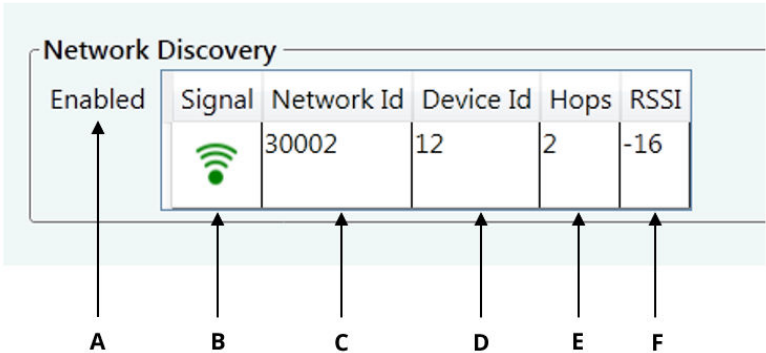 Network Discovery
Enabled Signal Network Id Device Id Hops RSSI
30002 12 2 -16
A B C D E F